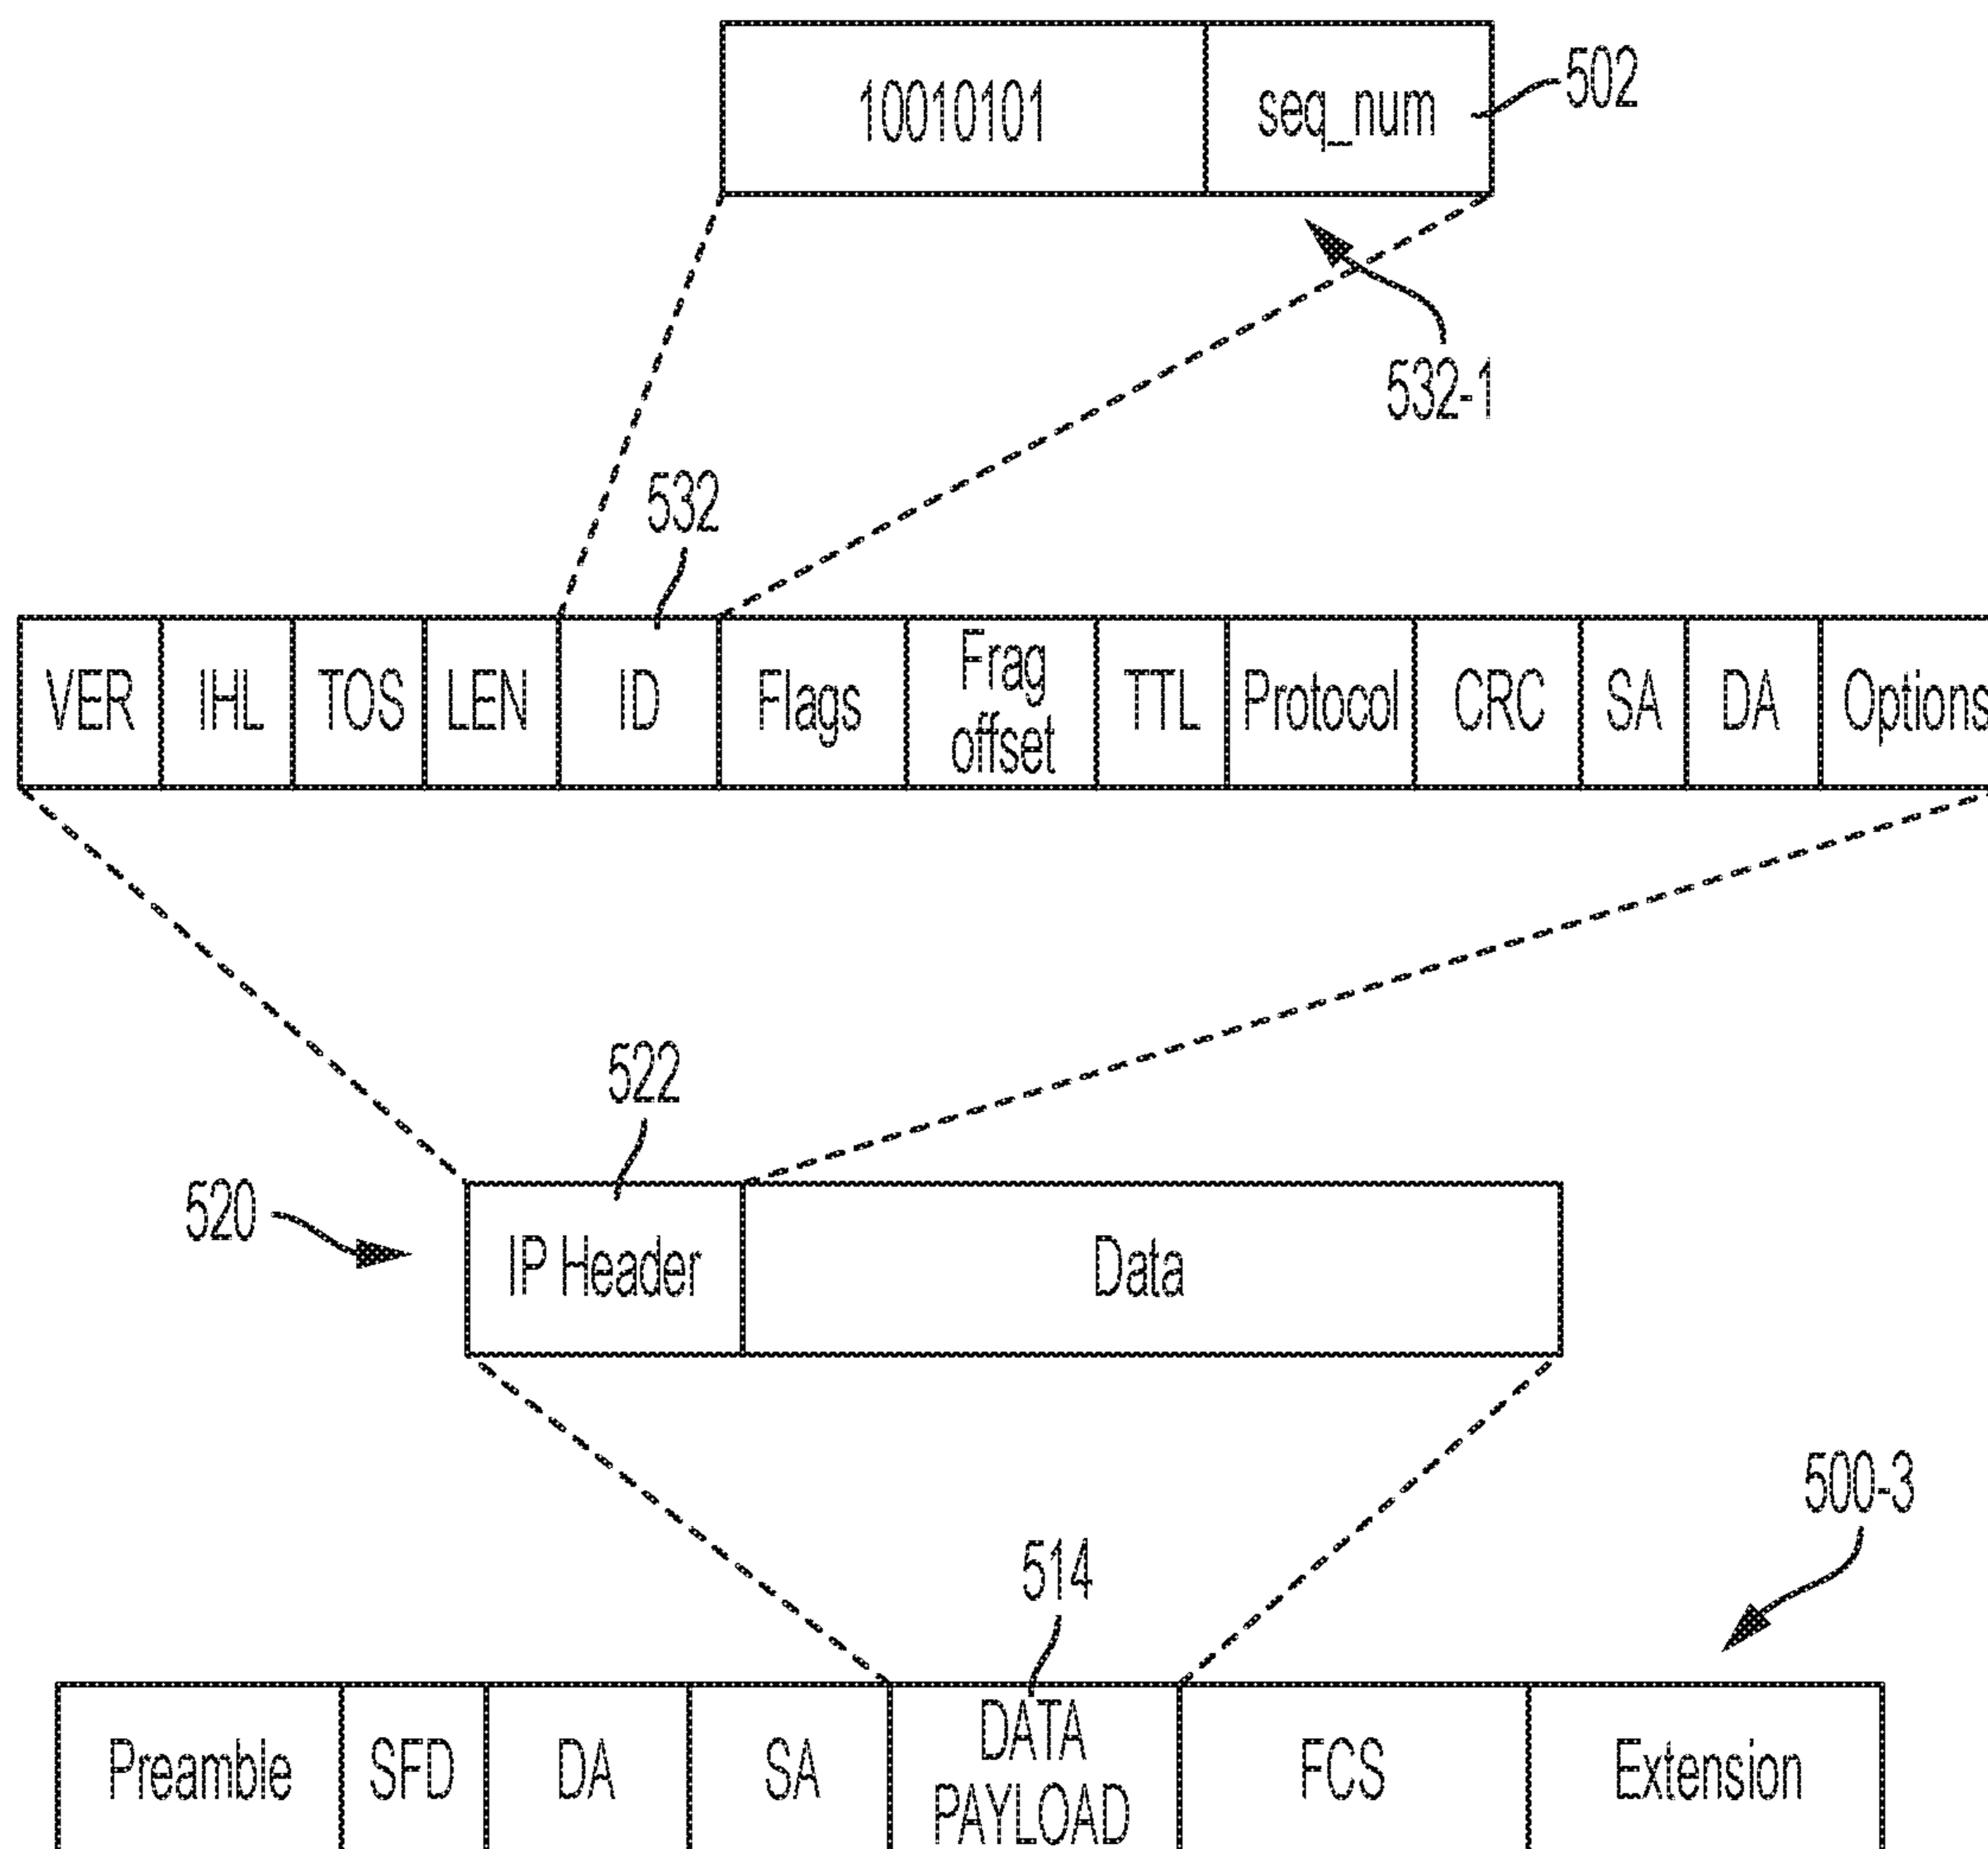 10010101 seq_num 502
532-1
532
VER IHL TOS LEN ID Flags Frag offset TTL Protocol CRC SA DA Options
522
520
IP Header Data
500-3
514
Preamble SFD DA SA DATA PAYLOAD FCS Extension